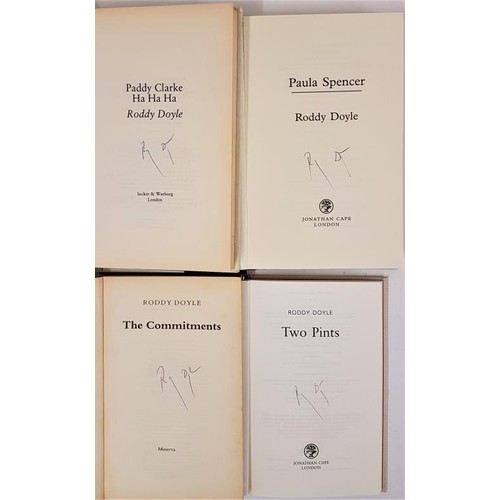 Paddy Clarke
Ha Ha Ha
Roddy Doyle
Secker & Warburg
London
Paula Spencer
Roddy Doyle
JONATHAN CAPE
LONDON
RODDY DOYLE
The Commitments
Minerva
RODDY DOYLE
Two Pints
JONATHAN CAPE
LONDON